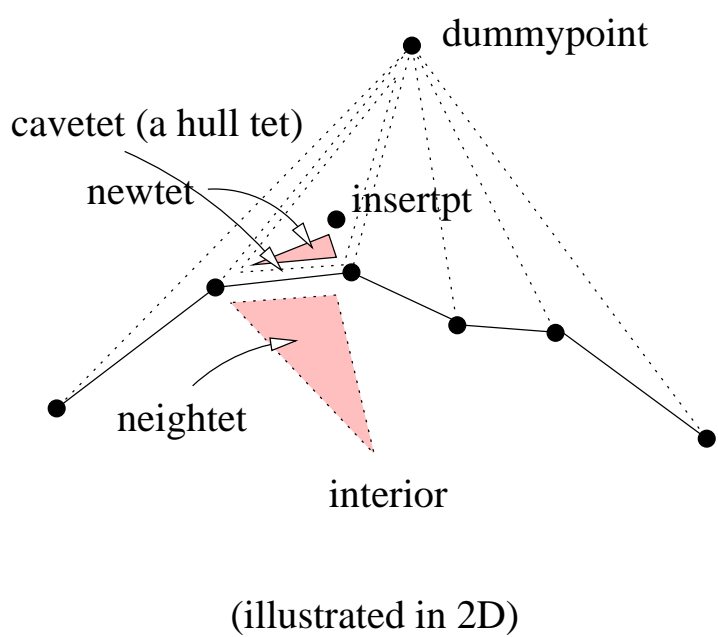 dummypoint
cavetet (a hull tet)
newtet
insertpt
neightet
interior
(illustrated in 2D)